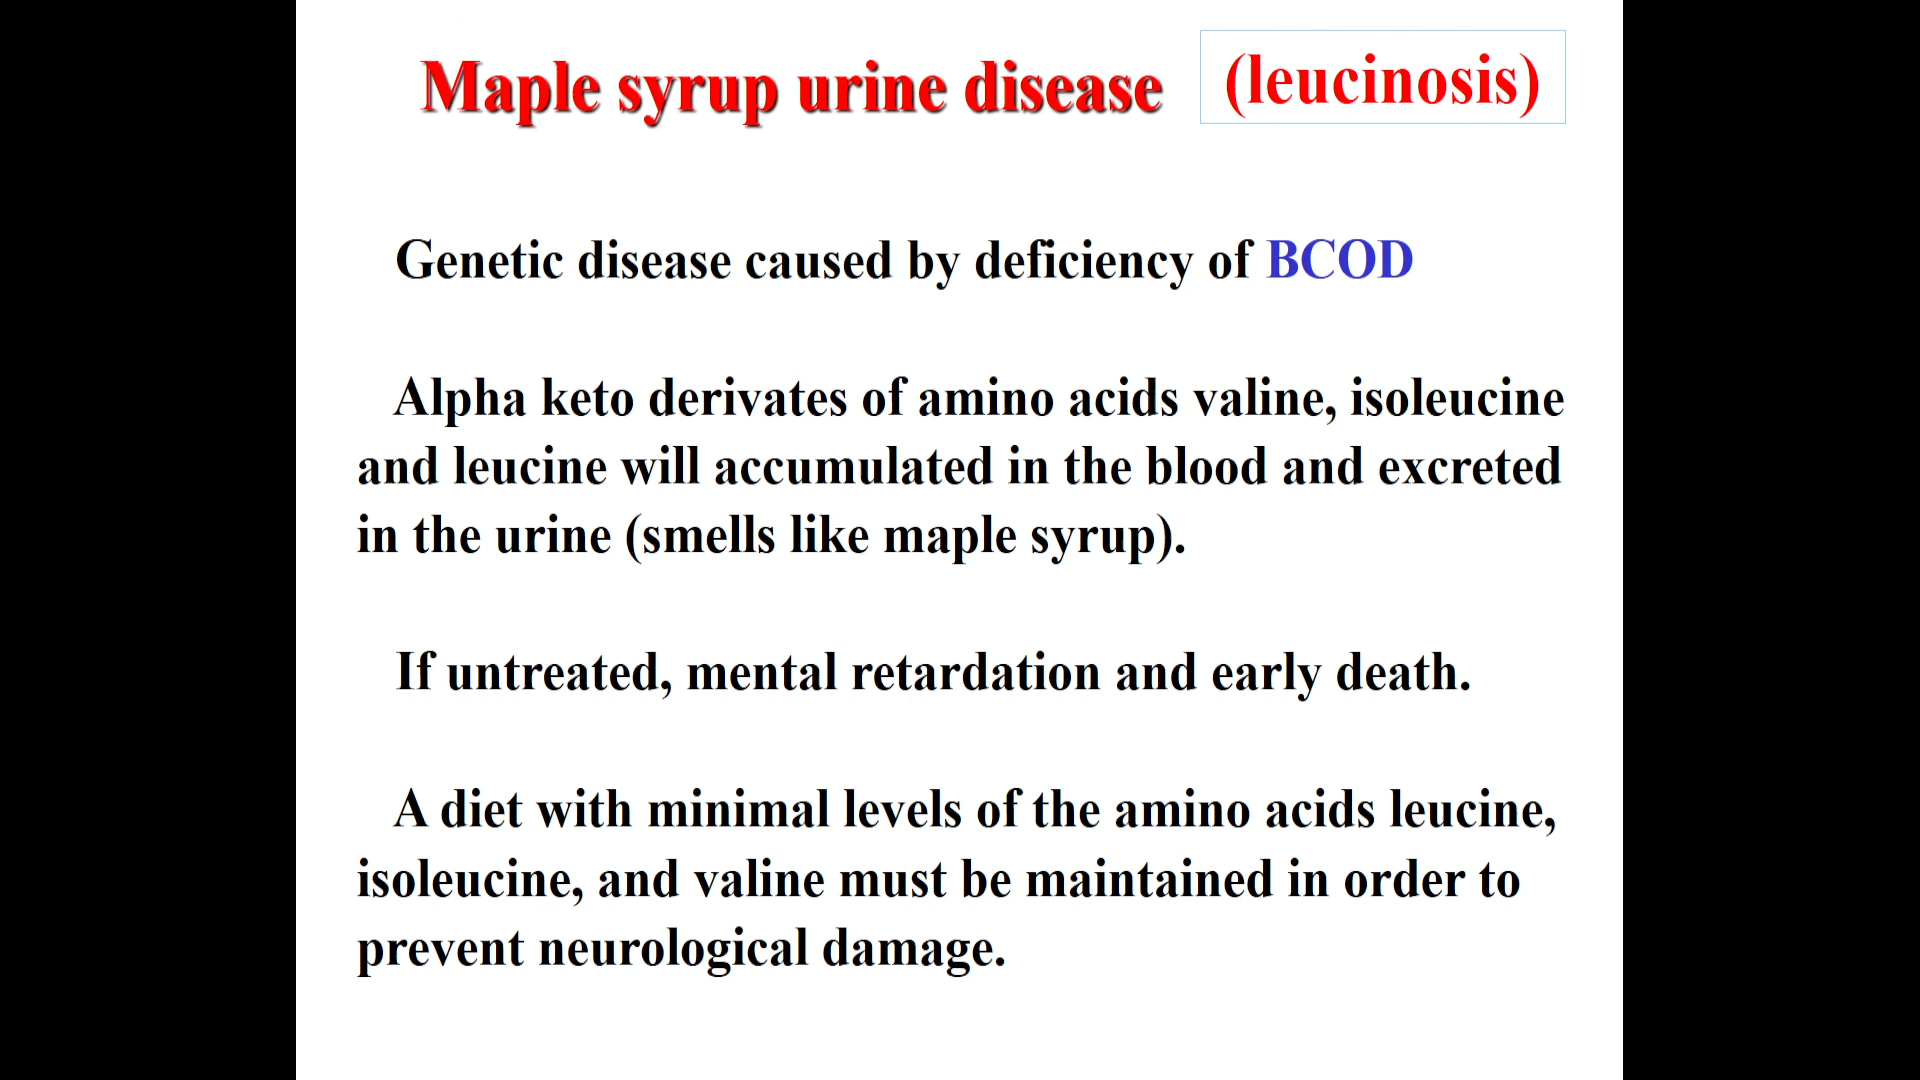 Maple syrup urine disease (leucinosis)
Genetic disease caused by deficiency of BCOD
Alpha keto derivates of amino acids valine, isoleucine
and leucine will accumulated in the blood and excreted
in the urine (smells like maple syrup).
If untreated, mental retardation and early death.
A diet with minimal levels of the amino acids leucine,
isoleucine, and valine must be maintained in order to
prevent neurological damage.